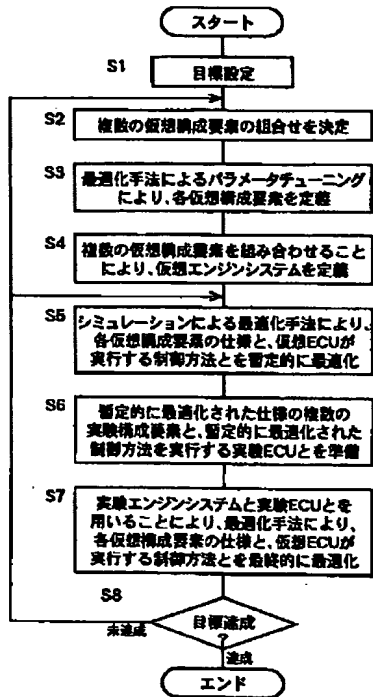 スタート
S1
目標設定
S2
複数の仮想構成要素の組合せを決定
S3
最適化手法によるパラメータチューニング
により、各仮想構成要素を定義
S4
複数の仮想構成要素を組み合わせること
により、仮想エンジンシステムを定義
S5
シミュレーションによる最適化手法により、
各仮想構成要素の仕様と、仮想ECUが
実行する制御方法とを暫定的に最適化
S6
暫定的に最適化された仕様の複数の
実験構成要素と、暫定的に最適化された
制御方法を実行する実験ECUとを準備
S7
実験エンジンシステムと実験ECUとを
用いることにより、最適化手法により、
各仮想構成要素の仕様と、仮想ECUが
実行する制御方法とを最終的に最適化
S8
目標達成
?
未達成
達成
エンド